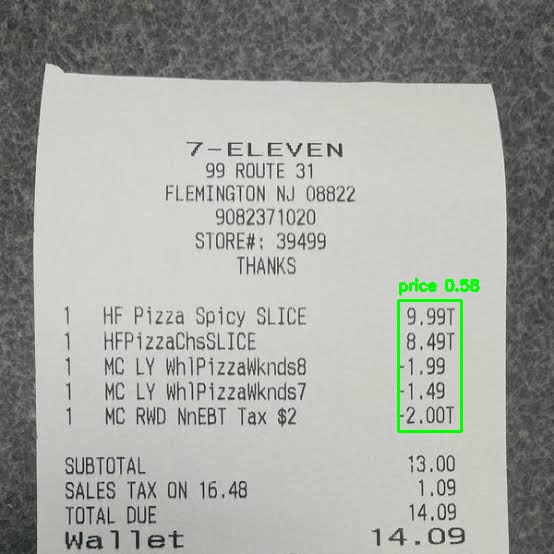 7-ELEVEN
99 ROUTE 31
FLEMINGTON NJ 08822
9082371020
STORE#: 39499
THANKS
price 0.58
1 HF Pizza Spicy SLICE 9.99T
1 HFPizzaChsSLICE 8.49T
1 MC LY WhlPizzaWknds8 -1.99
1 MC LY WhlPizzaWknds7 -1.49
1 MC RWD NnEBT Tax $2 -2.00T
SUBTOTAL 13.00
SALES TAX ON 16.48 1.09
TOTAL DUE 14.09
Wallet 14.09